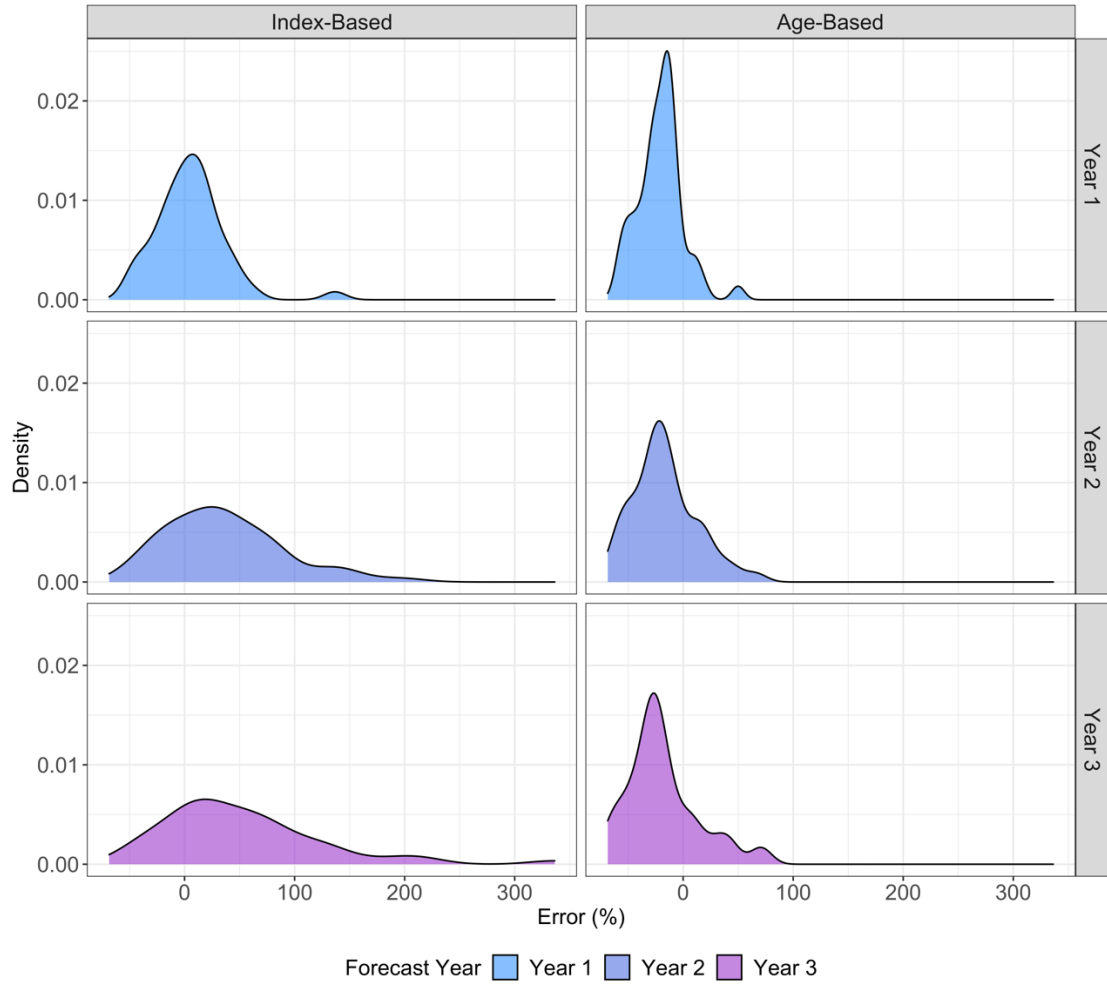 Index-Based
Age-Based
0.02
0.01
0.00
Year 1
0.02
0.01
0.00
Year 2
0.02
0.01
0.00
Year 3
Density
0 100 200 300
0 100 200 300
Error (%)
Forecast Year Year 1 Year 2 Year 3